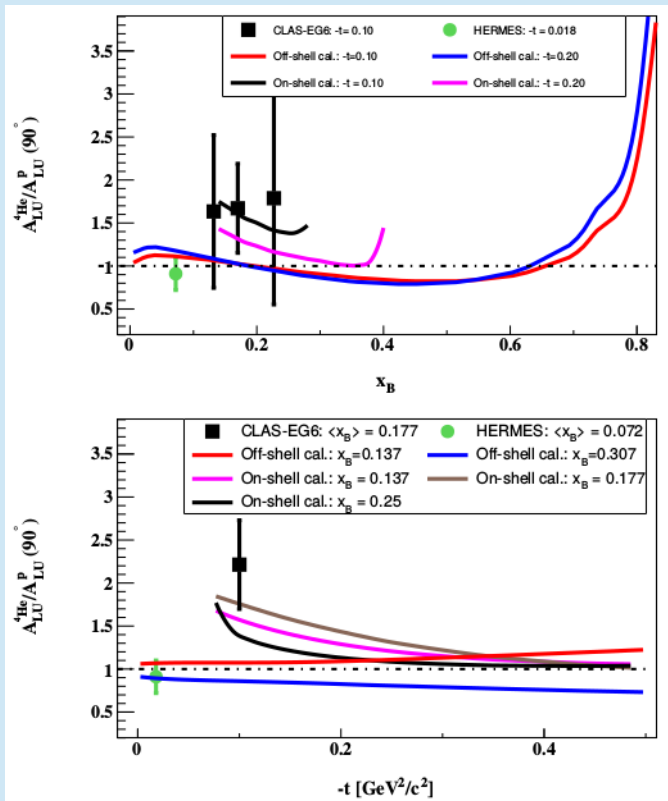 CLAS-EG6: -t = 0.10 HERMES: -t = 0.018
Off-shell cal.: -t=0.10 Off-shell cal.: -t=0.20
On-shell cal.: -t = 0.10 On-shell cal.: -t = 0.20
3.5
3
2.5
2
1.5
1
0.5
A_LU^4He/A_LU^p (90°)
0 0.2 0.4 0.6 0.8
x_B
CLAS-EG6: <x_B> = 0.177 HERMES: <x_B> = 0.072
Off-shell cal.: x_B=0.137 Off-shell cal.: x_B=0.307
On-shell cal.: x_B = 0.137 On-shell cal.: x_B = 0.177
On-shell cal.: x_B = 0.25
3.5
3
2.5
2
1.5
1
0.5
A_LU^4He/A_LU^p (90°)
0 0.2 0.4
-t [GeV²/c²]